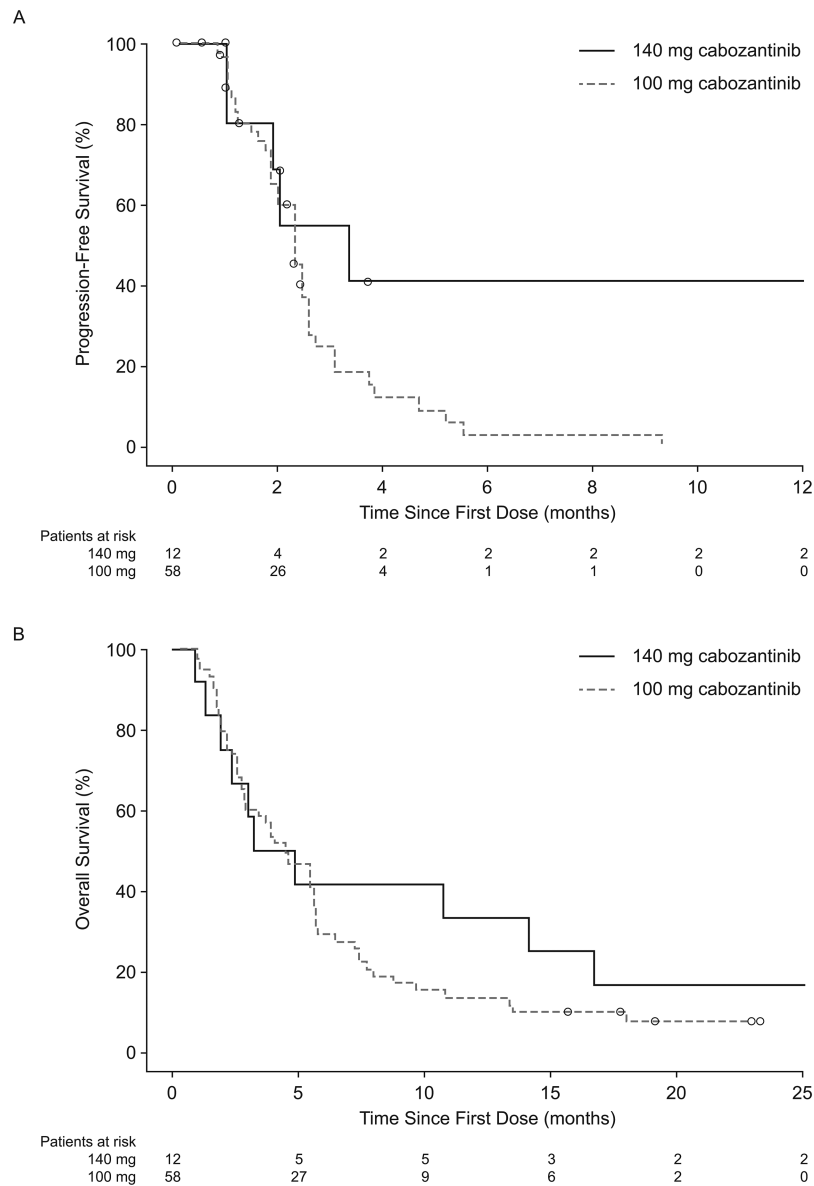 A
140 mg cabozantinib
100 mg cabozantinib
Progression-Free Survival (%)
100
80
60
40
20
0
0 2 4 6 8 10 12
Time Since First Dose (months)
Patients at risk
140 mg 12 4 2 2 2 2 2
100 mg 58 26 4 1 1 0 0
B
140 mg cabozantinib
100 mg cabozantinib
Overall Survival (%)
100
80
60
40
20
0
0 5 10 15 20 25
Time Since First Dose (months)
Patients at risk
140 mg 12 5 5 3 2 2
100 mg 58 27 9 6 2 0